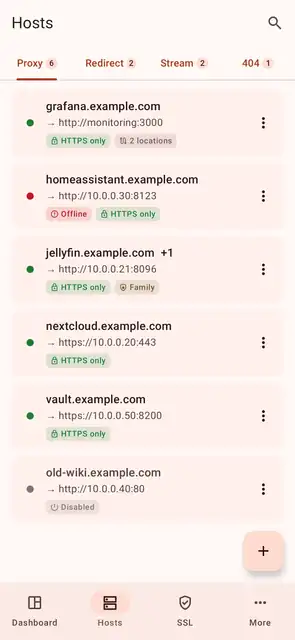 Hosts
Proxy 6 Redirect 2 Stream 2 404 1
grafana.example.com
→ http://monitoring:3000
HTTPS only 2 locations
homeassistant.example.com
→ http://10.0.0.30:8123
Offline HTTPS only
jellyfin.example.com +1
→ http://10.0.0.21:8096
HTTPS only Family
nextcloud.example.com
→ https://10.0.0.20:443
HTTPS only
vault.example.com
→ https://10.0.0.50:8200
HTTPS only
old-wiki.example.com
→ http://10.0.0.40:80
Disabled
Dashboard Hosts SSL More